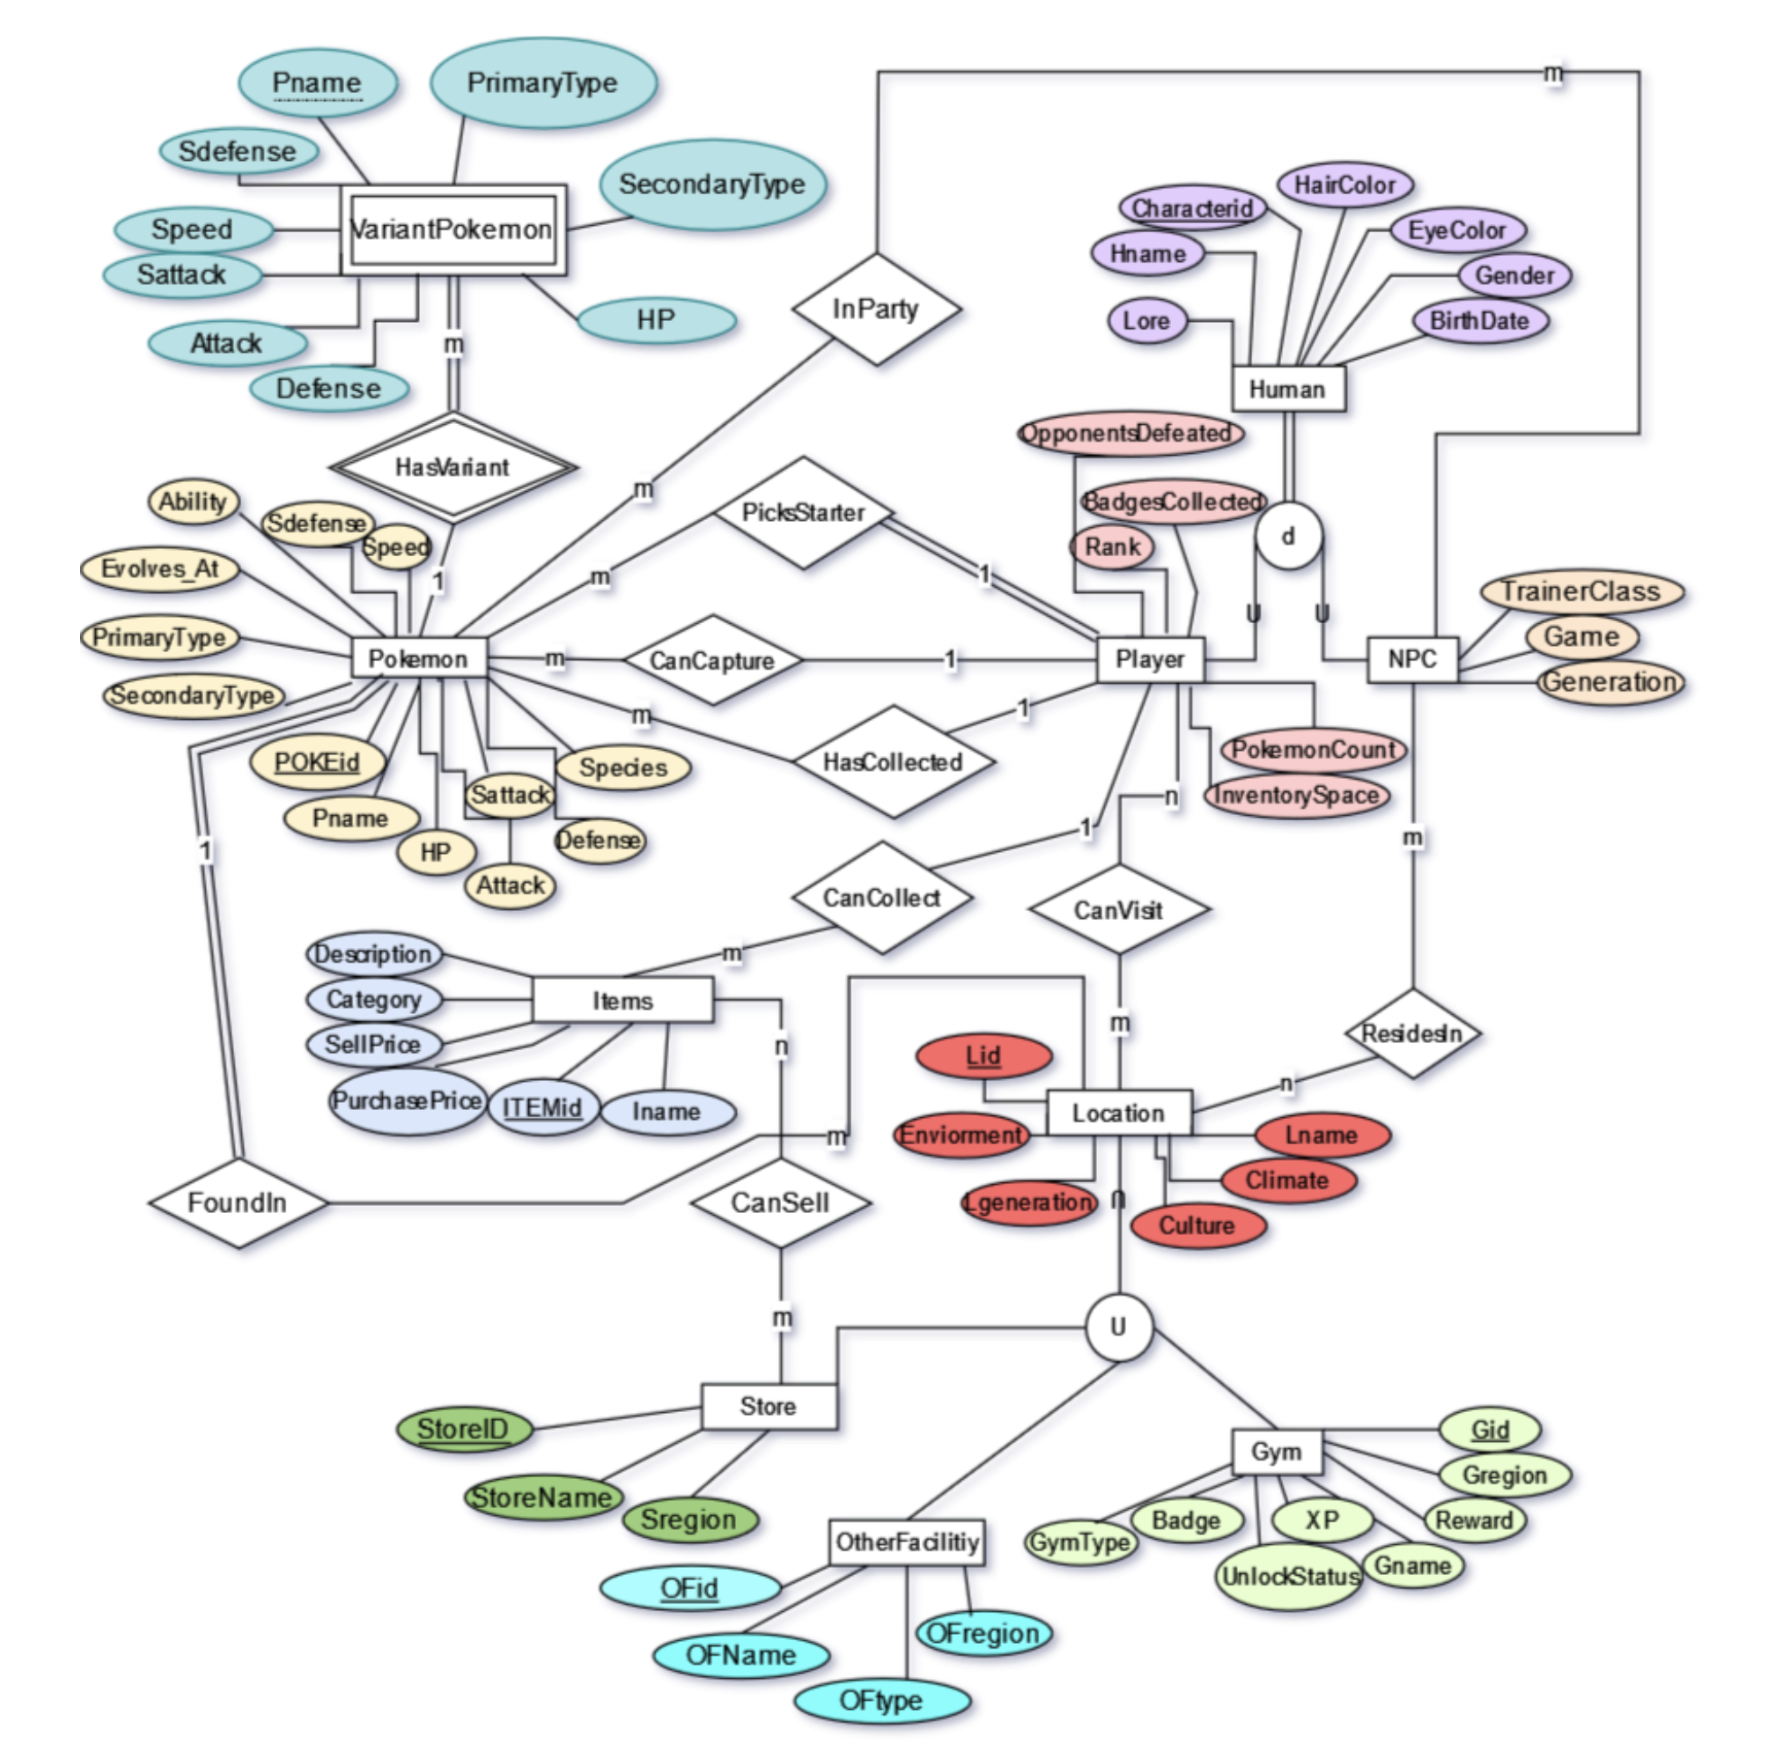 Pname
PrimaryType
m
Sdefense
SecondaryType
HairColor
Characterid
Speed
VariantPokemon
EyeColor
Hname
Sattack
Gender
InParty
HP
Lore
BirthDate
Attack
m
Defense
Human
OpponentsDefeated
HasVariant
m
Ability
BadgesCollected
PicksStarter
Sdefense
d
Speed
Rank
Evolves_At
m
1
1
TrainerClass
U
U
PrimaryType
Game
Pokemon
m
CanCapture
1
Player
NPC
Generation
SecondaryType
m
1
PokemonCount
POKEid
HasCollected
Species
Sattack
n
InventorySpace
Pname
1
m
Defense
1
HP
Attack
CanCollect
CanVisit
Description
m
Category
Items
m
ResidesIn
SellPrice
n
Lid
n
PurchasePrice
ITEMid
Iname
Location
m
Enviorment
Lname
Climate
FoundIn
CanSell
Lgeneration
n
Culture
m
U
Store
StoreID
Gid
Gym
Gregion
StoreName
Sregion
Badge
XP
Reward
OtherFacilitiy
GymType
Gname
UnlockStatus
OFid
OFregion
OFName
OFtype